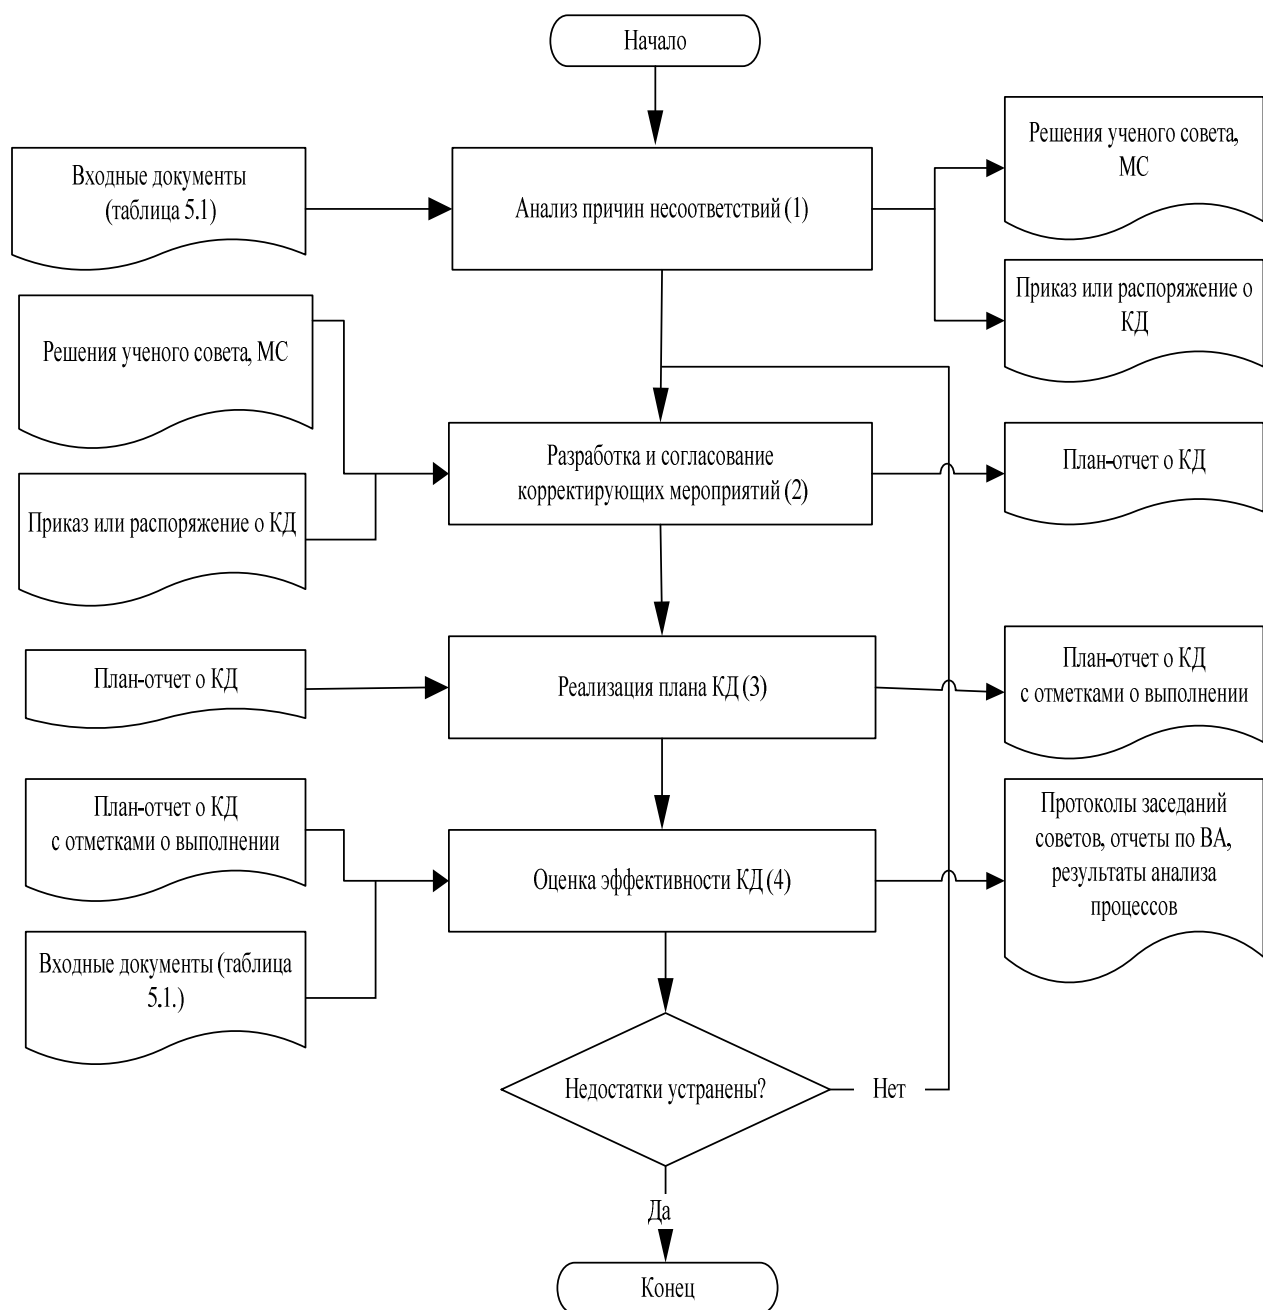 Начало
Решения ученого совета,
МС
Входные документы
(таблица 5.1)
Анализ причин несоответствий (1)
Приказ или распоряжение о
КД
Решения ученого совета, МС
Разработка и согласование
корректирующих мероприятий (2)
План-отчет о КД
Приказ или распоряжение о КД
План-отчет о КД
Реализация плана КД (3)
План-отчет о КД
с отметками о выполнении
План-отчет о КД
с отметками о выполнении
Оценка эффективности КД (4)
Протоколы заседаний
советов, отчеты по ВА,
результаты анализа
процессов
Входные документы (таблица
5.1.)
Недостатки устранены?
Нет
Да
Конец